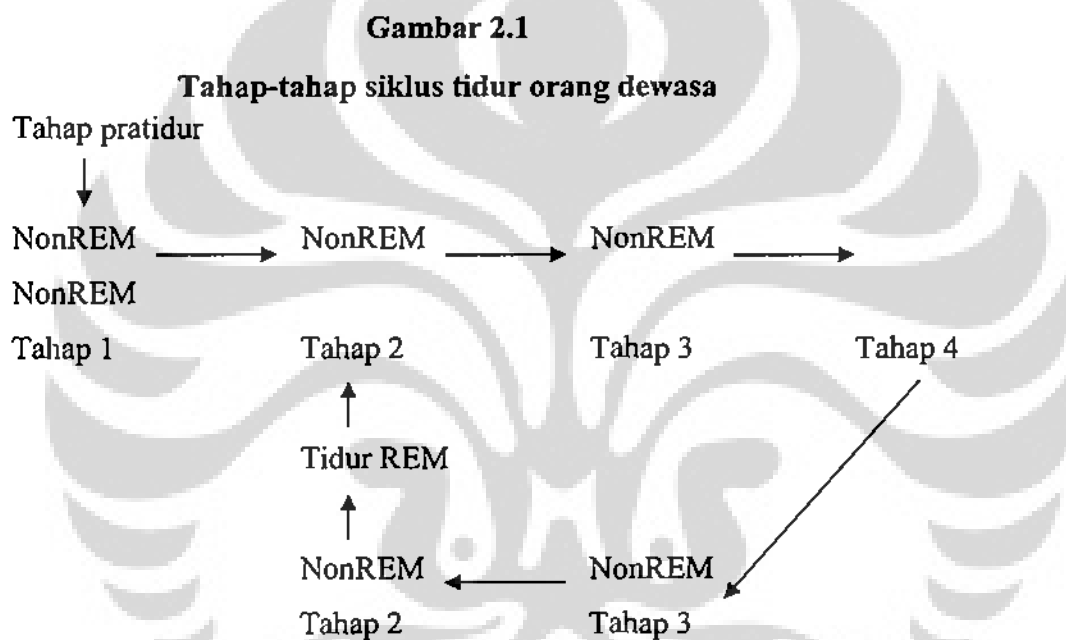 Gambar 2.1
Tahap-tahap siklus tidur orang dewasa
Tahap pratidur
NonREM NonREM NonREM
NonREM
Tahap 1 Tahap 2 Tahap 3 Tahap 4
Tidur REM
NonREM NonREM
Tahap 2 Tahap 3